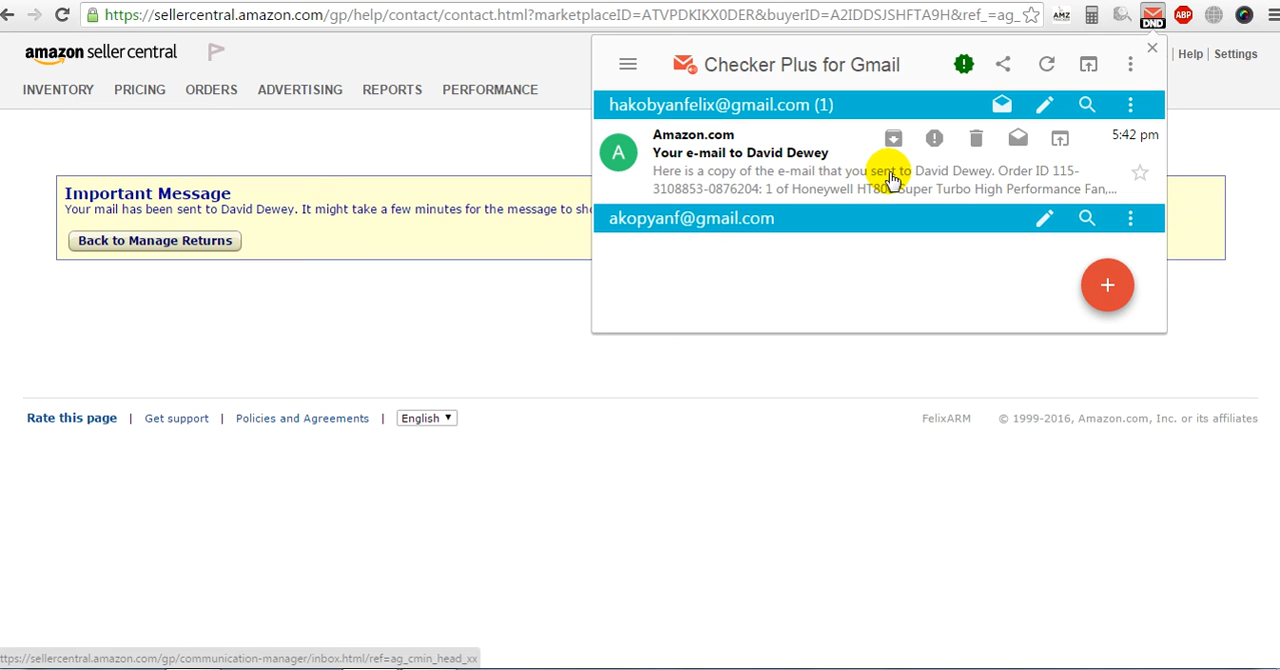 https://sellercentral.amazon.com/gp/help/contact/contact.html?marketplaceID=ATVPDKIKX0DER&buyerID=A2IDDSJSHFTA9H&ref_=ag_
AMZ
DND
ABP
amazon seller central
Help | Settings
INVENTORY PRICING ORDERS ADVERTISING REPORTS PERFORMANCE
Checker Plus for Gmail
hakobyanfelix@gmail.com (1)
A
Amazon.com
5:42 pm
Your e-mail to David Dewey
Here is a copy of the e-mail that you sent to David Dewey. Order ID 115-
3108853-0876204: 1 of Honeywell Super Turbo High Performance Fan,...
akopyanf@gmail.com
+
Important Message
Your mail has been sent to David Dewey. It might take a few minutes for the message to
Back to Manage Returns
Rate this page | Get support | Policies and Agreements | English
FelixARM © 1999-2016, Amazon.com, Inc. or its affiliates
ttps://sellercentral.amazon.com/gp/communication-manager/inbox.html/ref=ag_cmin_head_xx